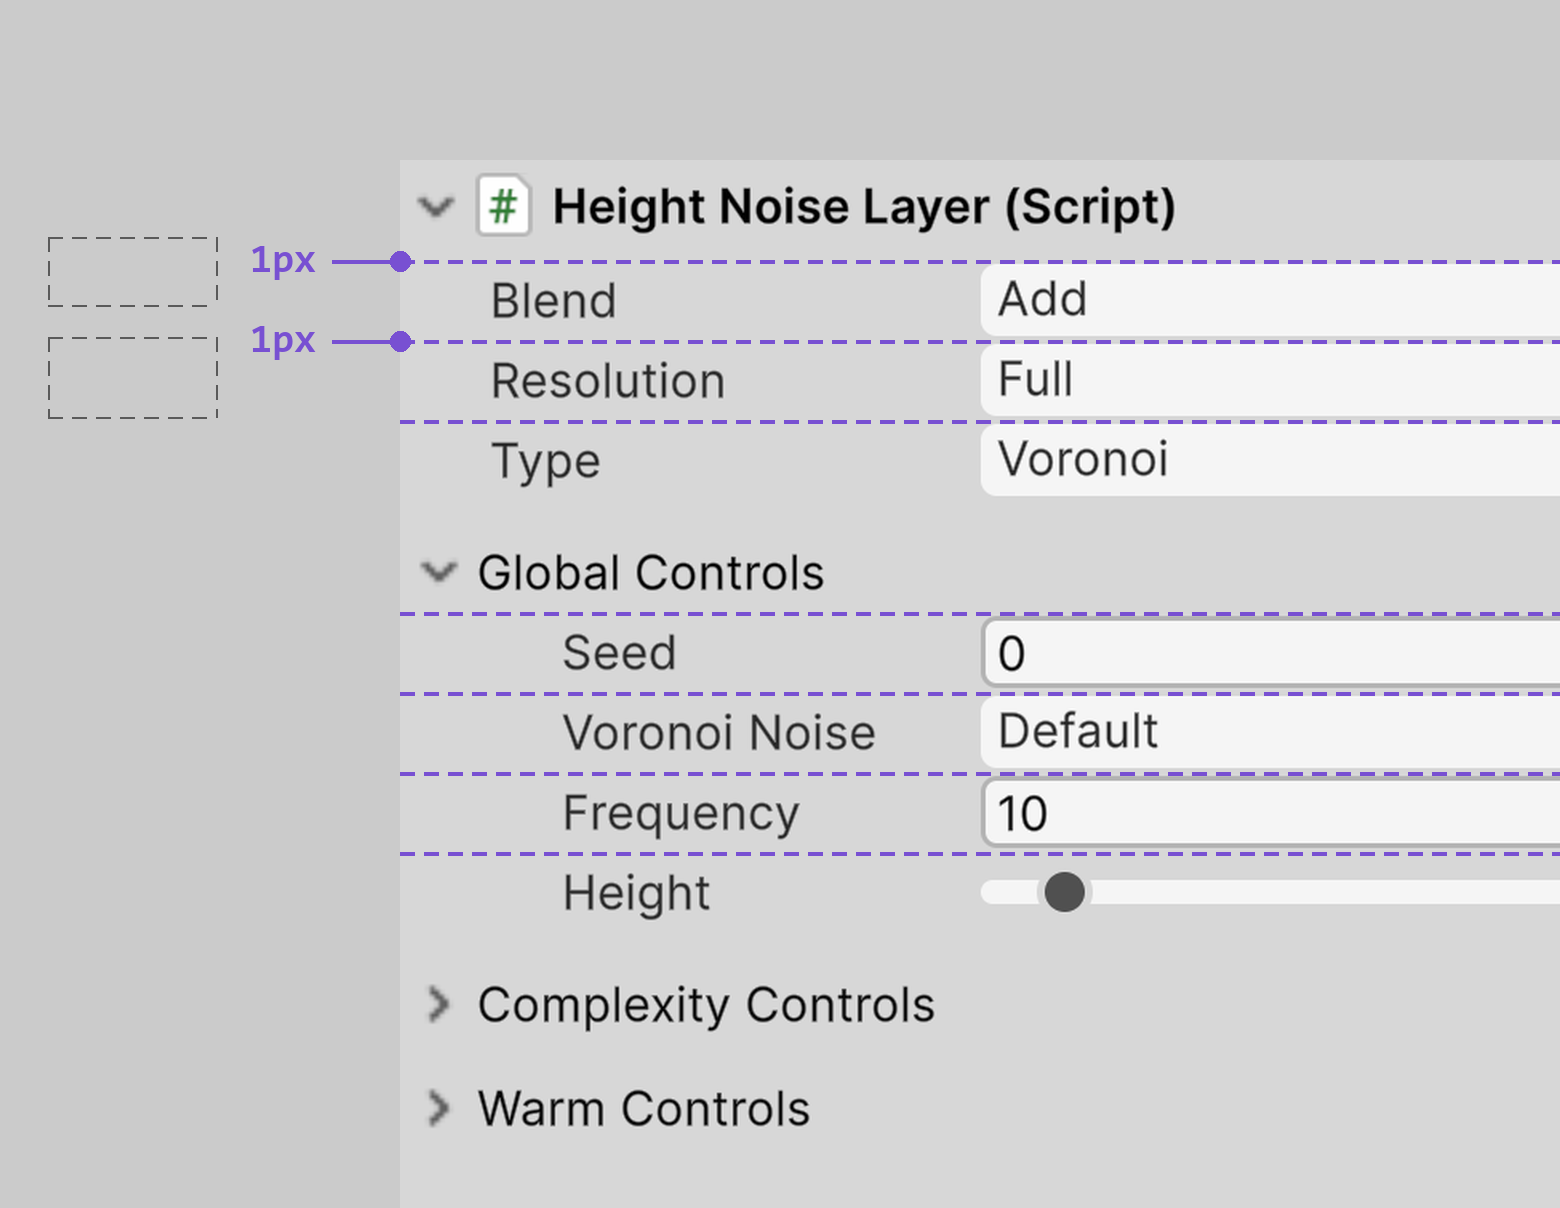 # Height Noise Layer (Script)
1px
Blend Add
1px
Resolution Full
Type Voronoi
Global Controls
Seed 0
Voronoi Noise Default
Frequency 10
Height
Complexity Controls
Warm Controls